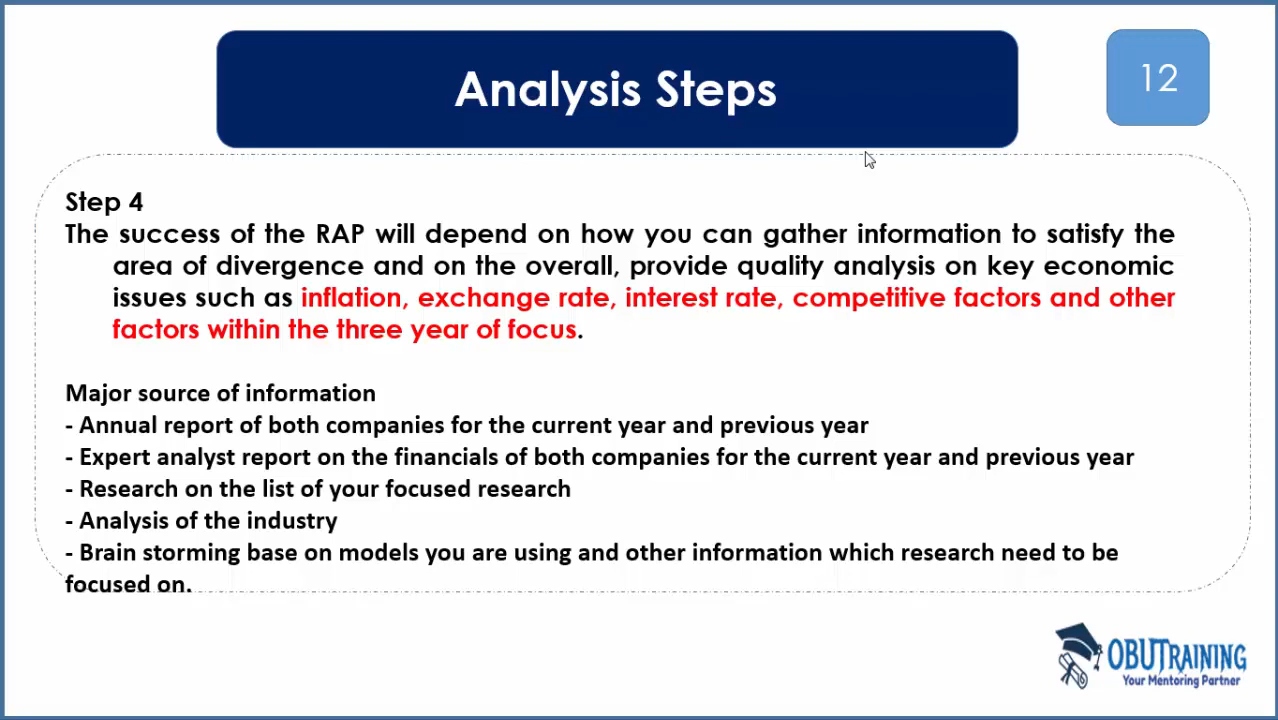 Analysis Steps
12
Step 4
The success of the RAP will depend on how you can gather information to satisfy the
area of divergence and on the overall, provide quality analysis on key economic
issues such as inflation, exchange rate, interest rate, competitive factors and other
factors within the three year of focus.
Major source of information
- Annual report of both companies for the current year and previous year
- Expert analyst report on the financials of both companies for the current year and previous year
- Research on the list of your focused research
- Analysis of the industry
- Brain storming base on models you are using and other information which research need to be
focused on.
OBUTRAINING
Your Mentoring Partner